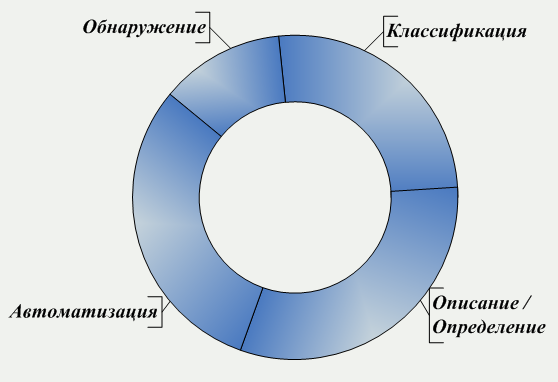 Обнаружение
Классификация
Автоматизация
Описание /
Определение